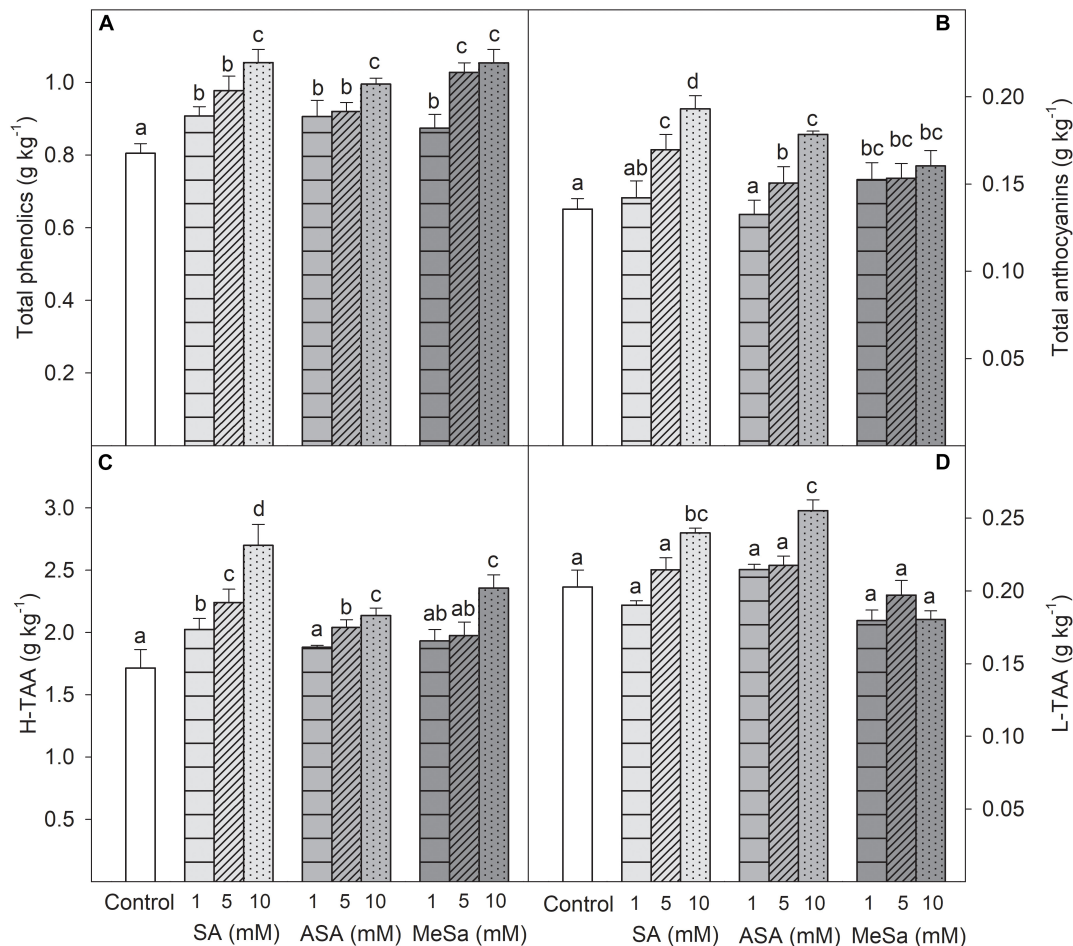 A
B
Total phenolics (g kg⁻¹)
1.0
0.8
0.6
0.4
0.2
a
b
b
c
b
b
c
b
c
c
Total anthocyanins (g kg⁻¹)
0.20
0.15
0.10
0.05
a
ab
c
d
a
b
c
bc
bc
bc
C
D
H-TAA (g kg⁻¹)
3.0
2.5
2.0
1.5
1.0
0.5
a
b
c
d
a
b
c
ab
ab
c
L-TAA (g kg⁻¹)
0.25
0.20
0.15
0.10
0.05
a
a
a
bc
a
a
c
a
a
a
Control 1 5 10 1 5 10 1 5 10
SA (mM) ASA (mM) MeSa (mM)
Control 1 5 10 1 5 10 1 5 10
SA (mM) ASA (mM) MeSa (mM)